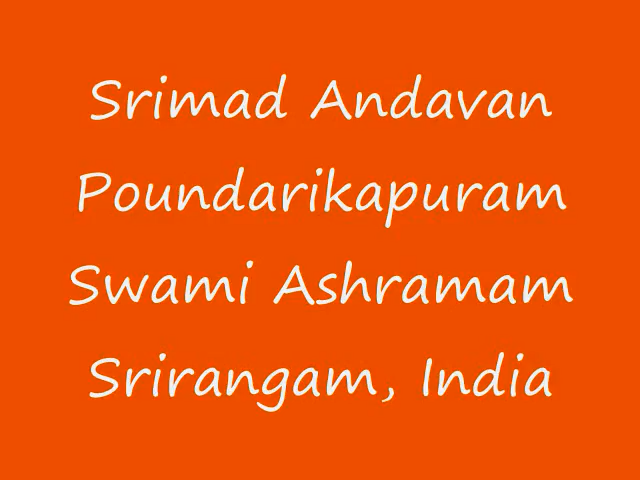 Srimad Andavan
Poundarikapuram
Swami Ashramam
Srirangam, India